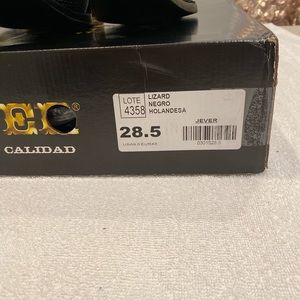 LOTE
4358
LIZARD
NEGRO
HOLANDESA
28.5
JEVER
CALIDAD